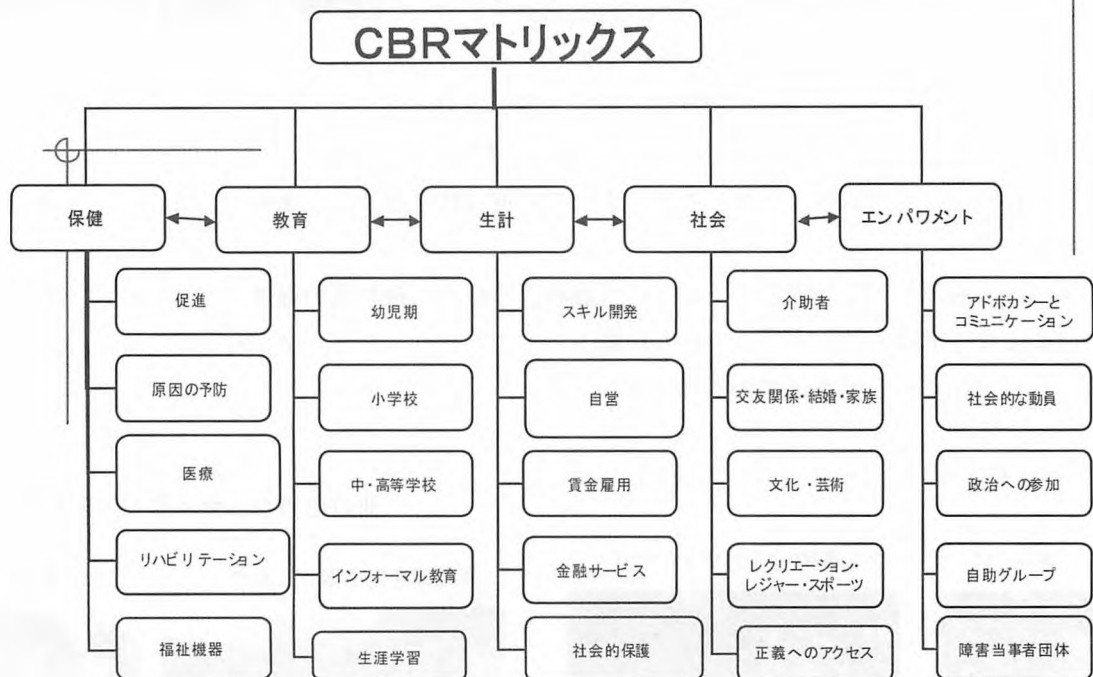 CBRマトリックス
保健
教育
生計
社会
エンパワメント
促進
幼児期
スキル開発
介助者
アドボカシーと
コミュニケーション
原因の予防
小学校
自営
交友関係・結婚・家族
社会的な動員
医療
中・高等学校
賃金雇用
文化・芸術
政治への参加
リハビリテーション
インフォーマル教育
金融サービス
レクリエーション・
レジャー・スポーツ
自助グループ
福祉機器
生涯学習
社会的保護
正義へのアクセス
障害当事者団体